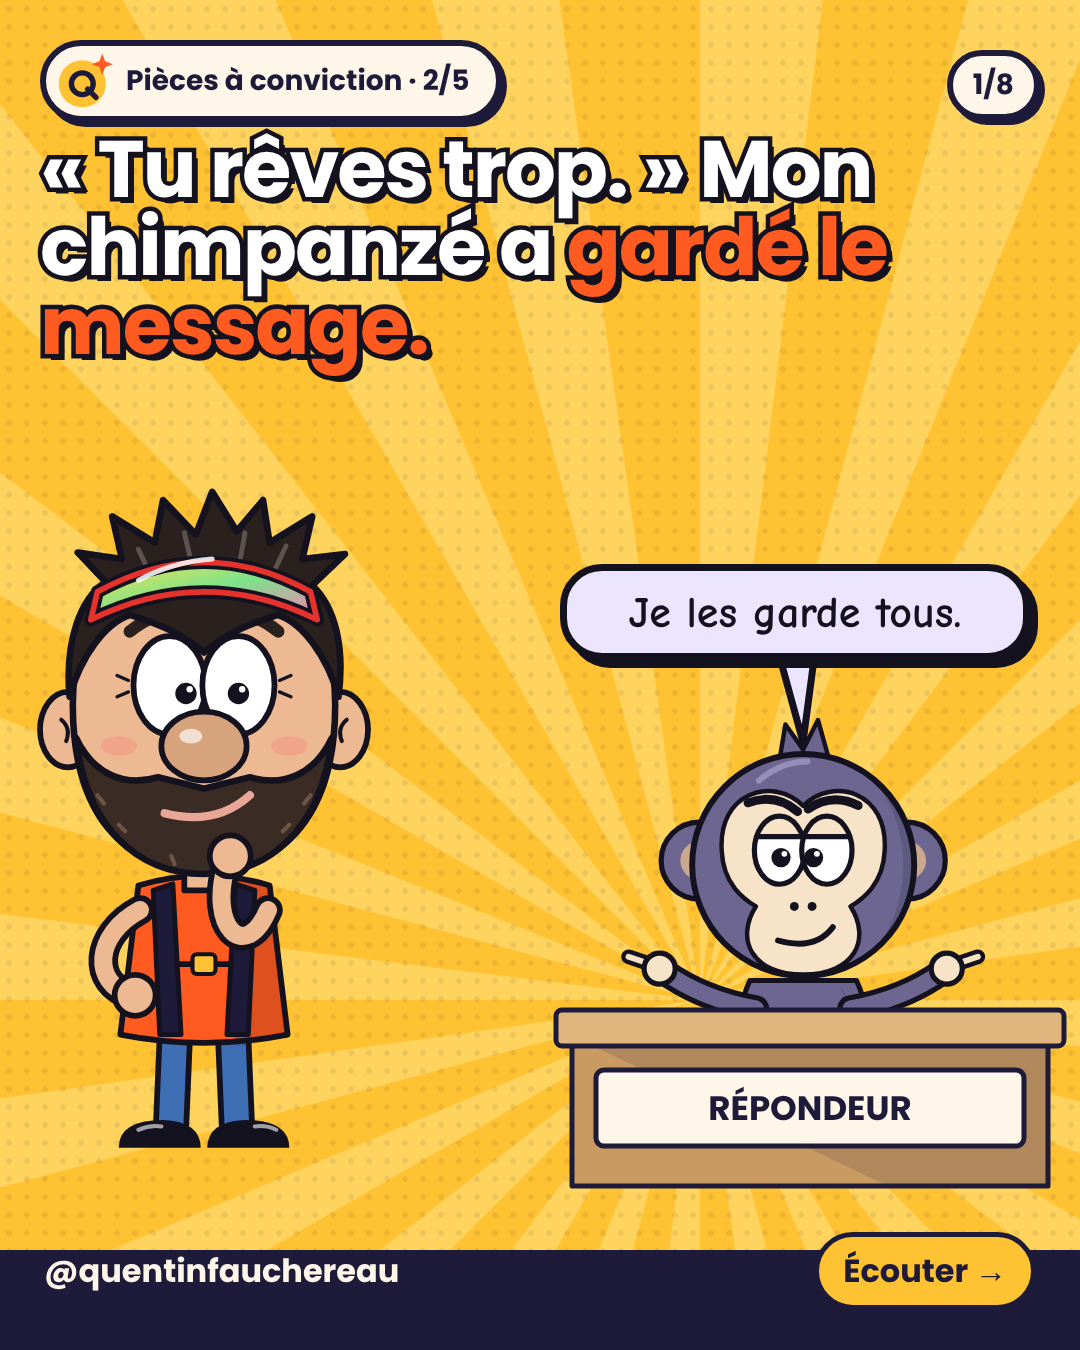 Q Pièces à conviction · 2/5
1/8
« Tu rêves trop. » Mon
chimpanzé a gardé le
message.
Je les garde tous.
RÉPONDEUR
@quentinfauchereau
Écouter →